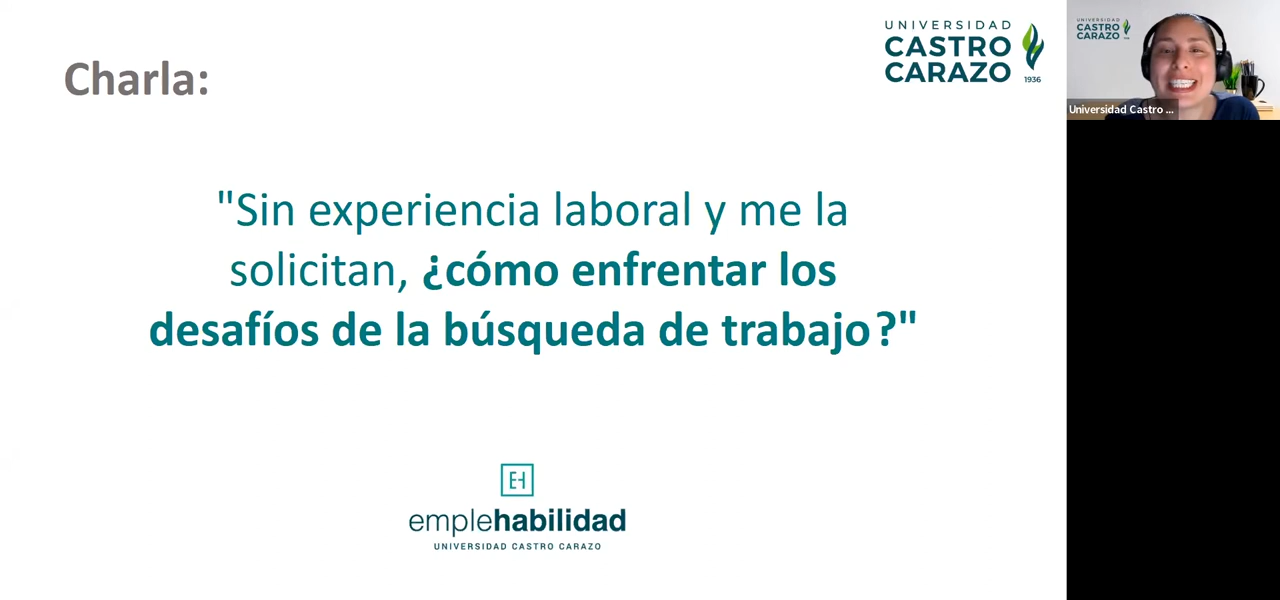 Charla:
UNIVERSIDAD
CASTRO
CARAZO
1936
"Sin experiencia laboral y me la
solicitan, ¿cómo enfrentar los
desafíos de la búsqueda de trabajo?"
EH
emplehabilidad
UNIVERSIDAD CASTRO CARAZO
UNIVERSIDAD
CASTRO
CARAZO
Universidad Castro ...